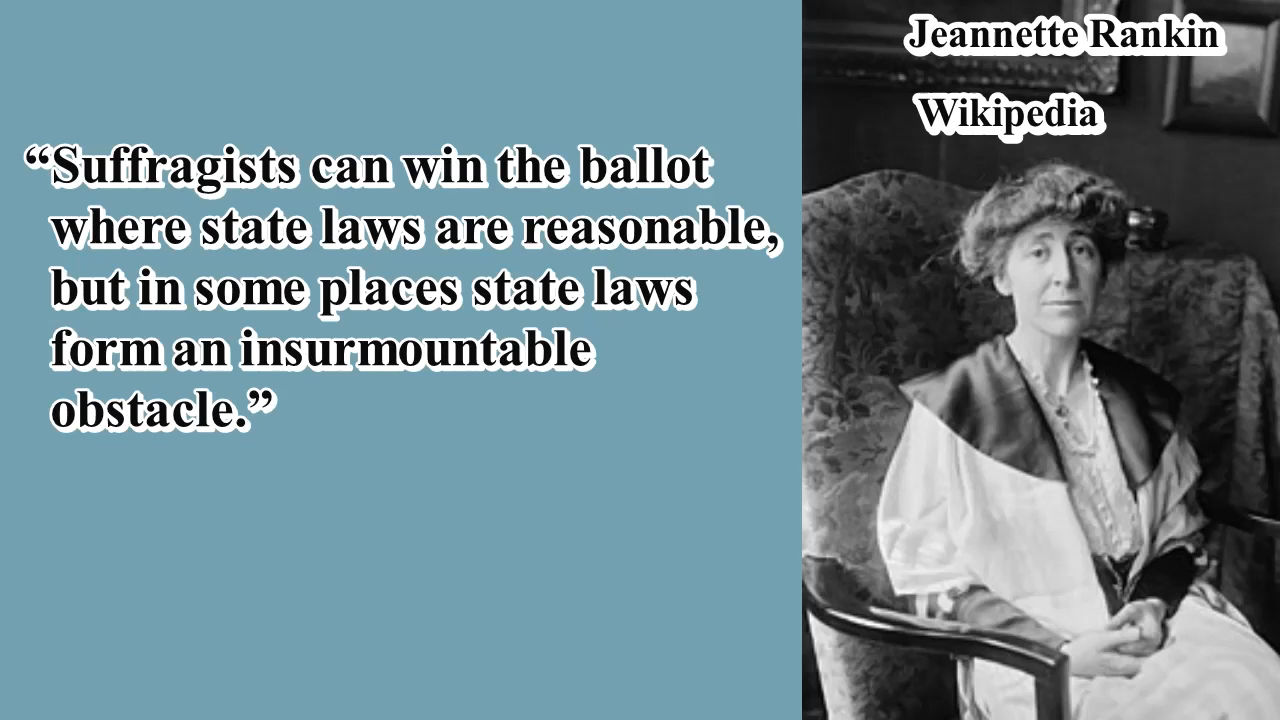 Jeannette Rankin
Wikipedia
“Suffragists can win the ballot
where state laws are reasonable,
but in some places state laws
form an insurmountable
obstacle.”